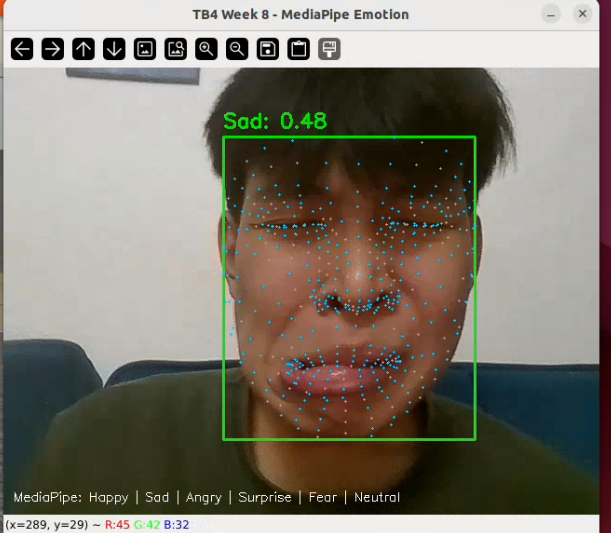 TB4 Week 8 - MediaPipe Emotion
Sad: 0.48
MediaPipe: Happy | Sad | Angry | Surprise | Fear | Neutral
(x=289, y=29) ~ R:45 G:42 B:32